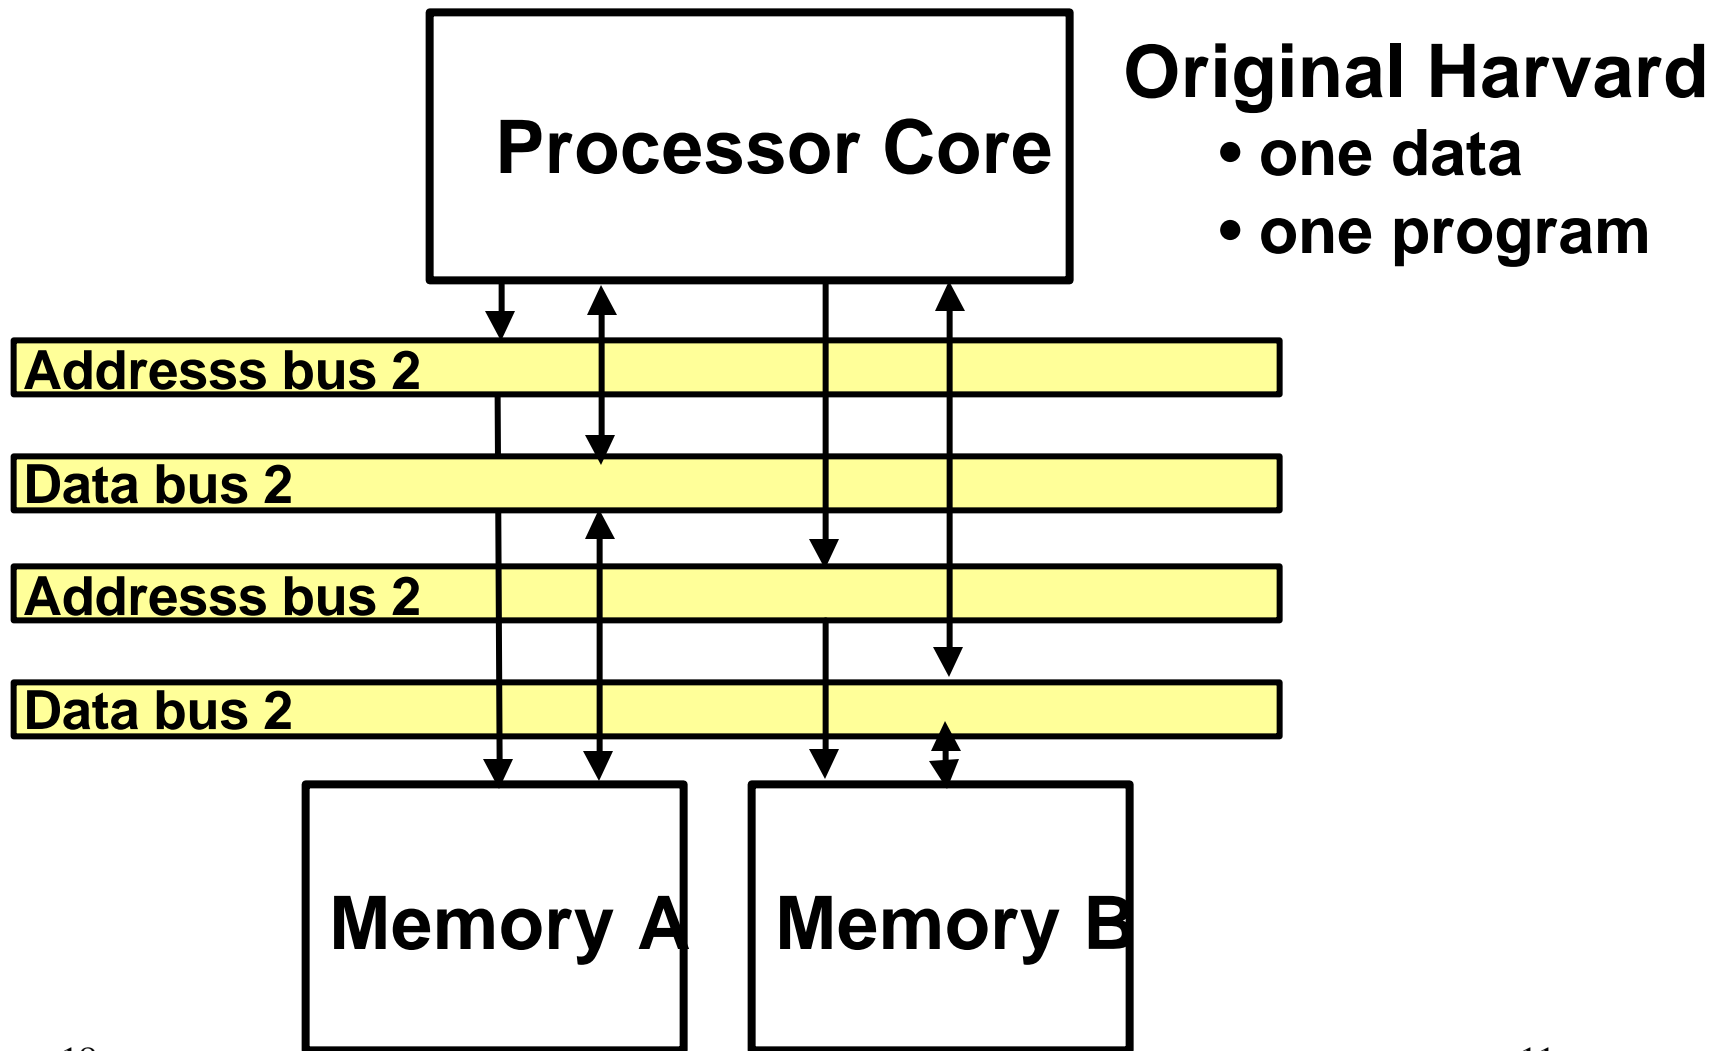 Processor Core
Original Harvard
• one data
• one program
Addresss bus 2
Data bus 2
Addresss bus 2
Data bus 2
Memory A
Memory B